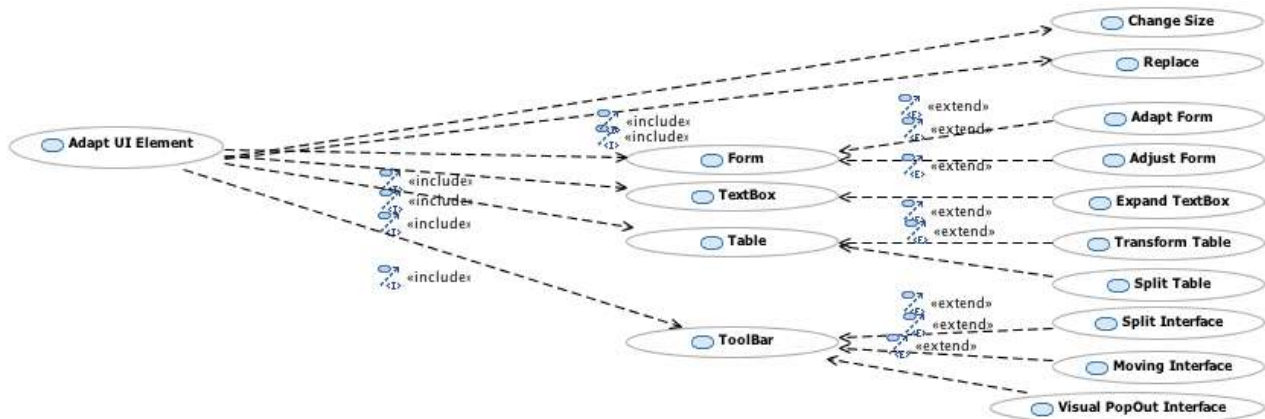 Change Size
Replace
«extend»
«include»
Adapt Form
«extend»
«include»
Adapt UI Element
Form
Adjust Form
«extend»
«include»
TextBox
Expand TextBox
«include»
«extend»
«include»
«extend»
Table
Transform Table
«include»
Split Table
«extend»
Split Interface
«extend»
ToolBar
«extend»
Moving Interface
Visual PopOut Interface